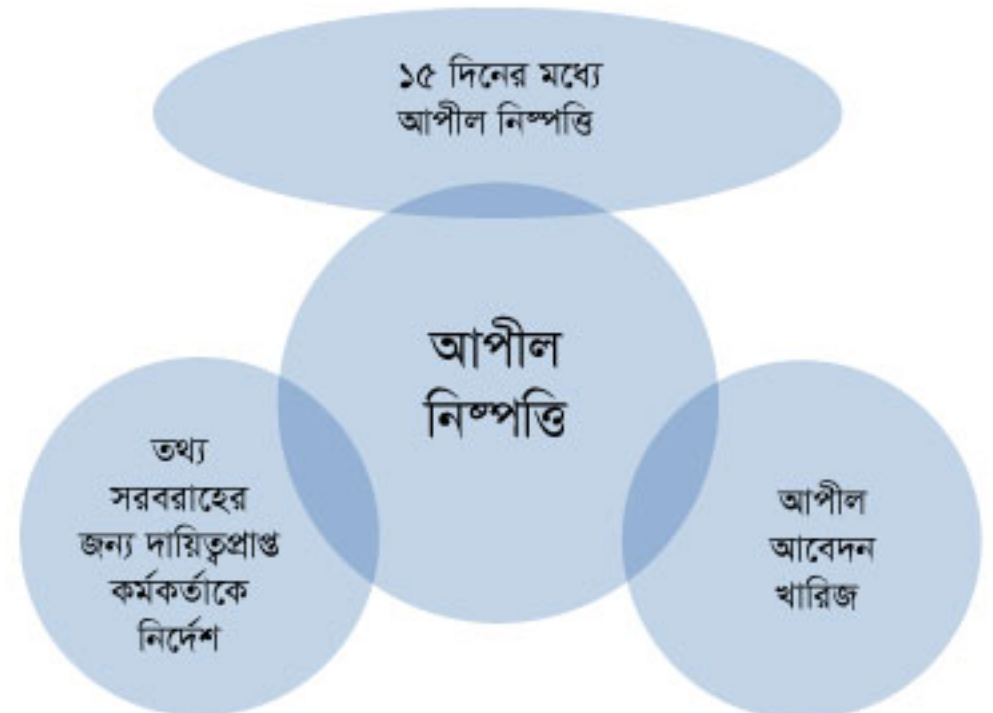 ১৫ দিনের মধ্যে
আপীল নিষ্পত্তি
আপীল
নিষ্পত্তি
তথ্য
সরবরাহের
জন্য দায়িত্বপ্রাপ্ত
কর্মকর্তাকে
নির্দেশ
আপীল
আবেদন
খারিজ